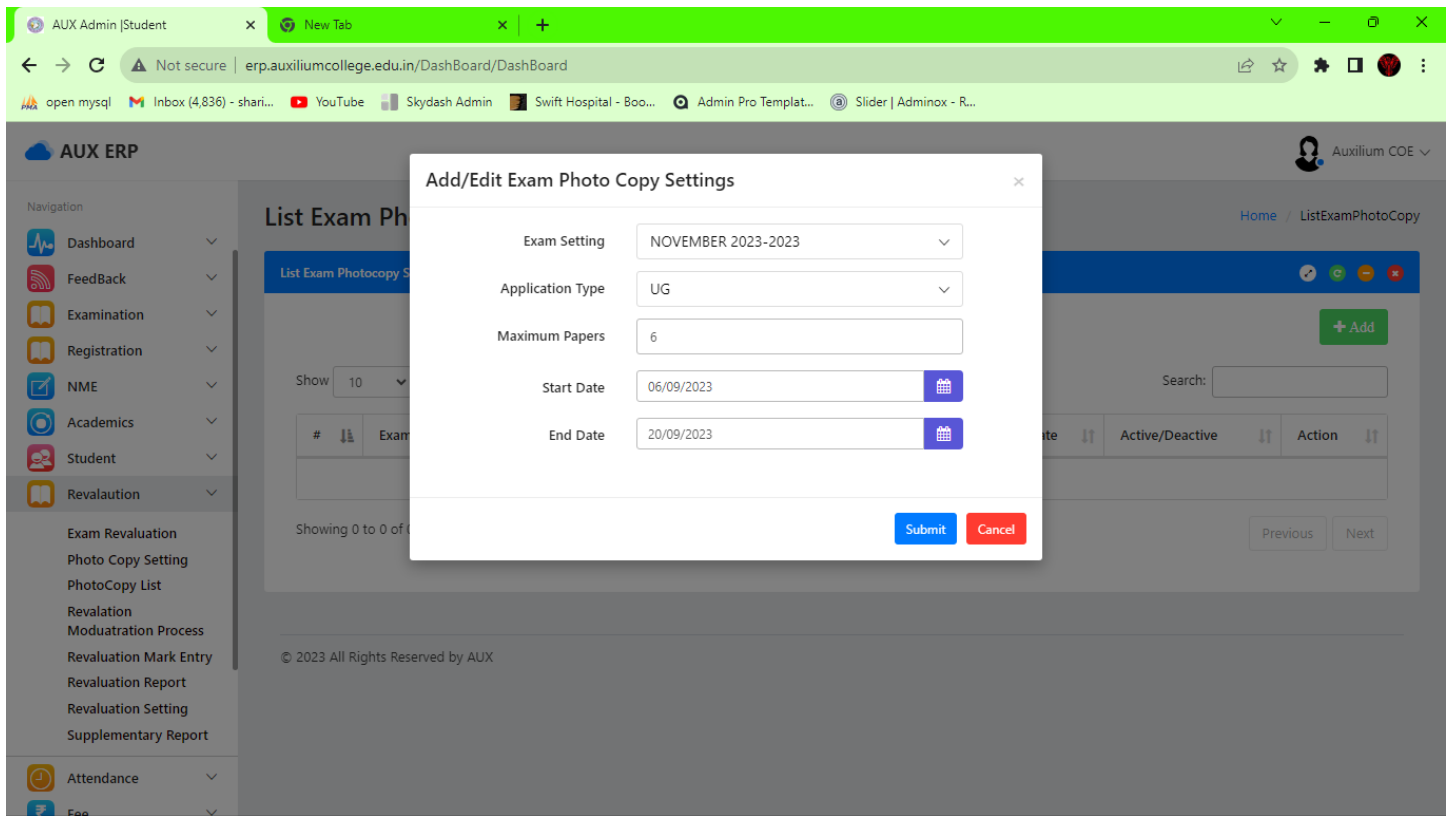 AUX Admin |Student
New Tab
Not secure erp.auxiliumcollege.edu.in/DashBoard/DashBoard
open mysql Inbox (4,836) - shari... YouTube Skydash Admin Swift Hospital - Boo... Admin Pro Templat... Slider | Adminox - R...
AUX ERP
Auxilium COE
Navigation
Dashboard
FeedBack
Examination
Registration
NME
Academics
Student
Revalaution
Exam Revaluation
Photo Copy Setting
PhotoCopy List
Revalation
Moduatration Process
Revaluation Mark Entry
Revaluation Report
Revaluation Setting
Supplementary Report
Attendance
Fee
List Exam Ph
Home / ListExamPhotoCopy
List Exam Photocopy S
+ Add
Show 10
Search:
# Exam
Active/Deactive Action
Showing 0 to 0 of
Previous Next
© 2023 All Rights Reserved by AUX
Add/Edit Exam Photo Copy Settings
Exam Setting NOVEMBER 2023-2023
Application Type UG
Maximum Papers 6
Start Date 06/09/2023
End Date 20/09/2023
Submit Cancel